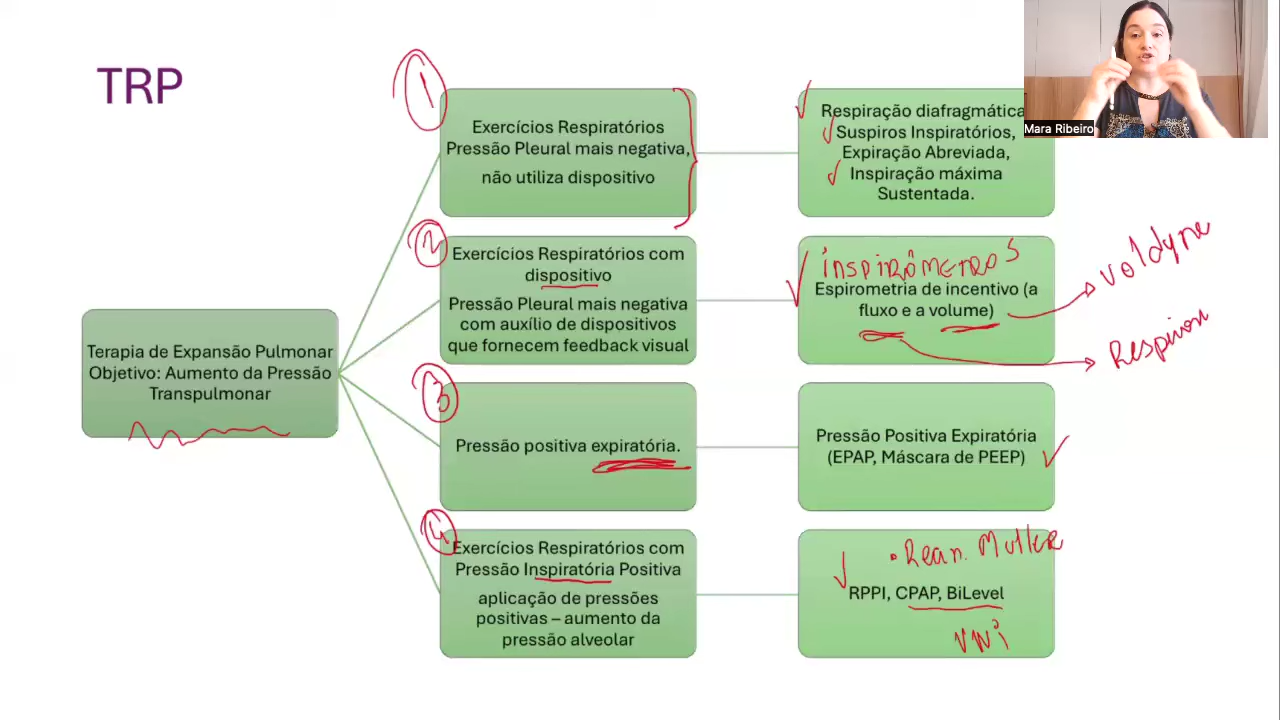 TRP
Mara Ribeiro
1
Exercícios Respiratórios
Pressão Pleural mais negativa,
não utiliza dispositivo
Respiração diafragmática
Suspiros Inspiratórios,
Expiração Abreviada,
Inspiração máxima
Sustentada.
2
Exercícios Respiratórios com
dispositivo
Pressão Pleural mais negativa
com auxílio de dispositivos
que fornecem feedback visual
INSPIRÔMETROS
Espirometria de incentivo (a
fluxo e a volume)
Voldyne
Respiron
Terapia de Expansão Pulmonar
Objetivo: Aumento da Pressão
Transpulmonar
3
Pressão positiva expiratória.
Pressão Positiva Expiratória
(EPAP, Máscara de PEEP)
4
Exercícios Respiratórios com
Pressão Inspiratória Positiva
aplicação de pressões
positivas – aumento da
pressão alveolar
• Rean. Muller
RPPI, CPAP, BiLevel
VNi